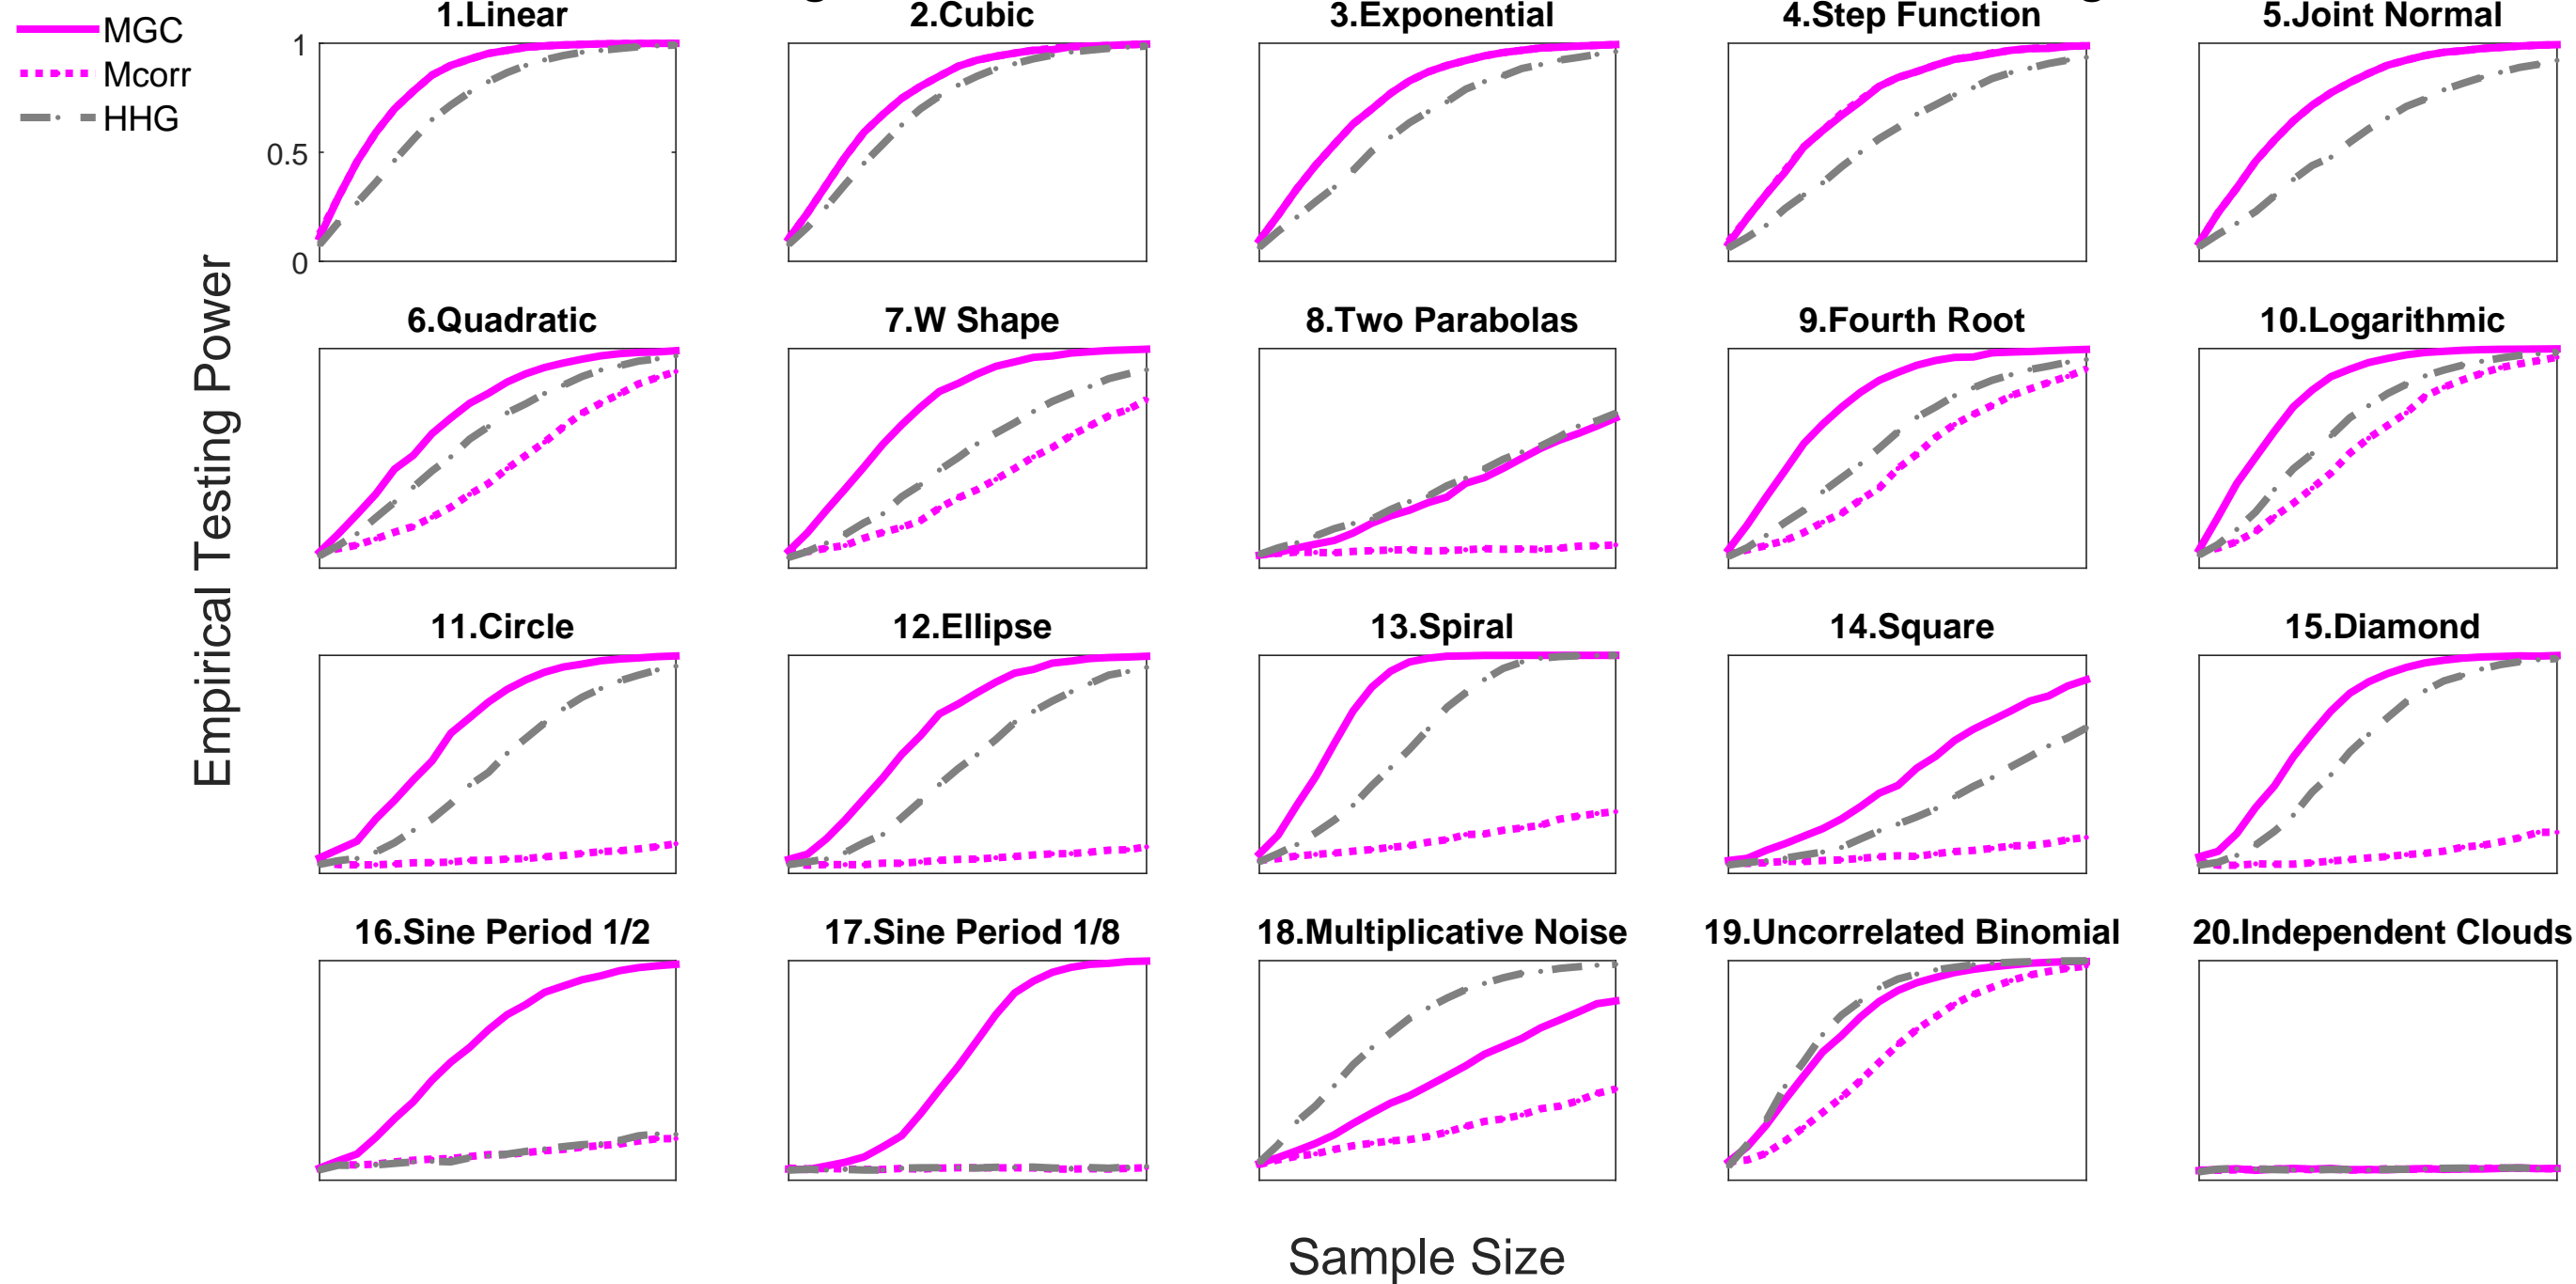 MGC
Mcorr
HHG
1.Linear
2.Cubic
3.Exponential
4.Step Function
5.Joint Normal
1
0.5
0
Empirical Testing Power
6.Quadratic
7.W Shape
8.Two Parabolas
9.Fourth Root
10.Logarithmic
11.Circle
12.Ellipse
13.Spiral
14.Square
15.Diamond
16.Sine Period 1/2
17.Sine Period 1/8
18.Multiplicative Noise
19.Uncorrelated Binomial
20.Independent Clouds
Sample Size